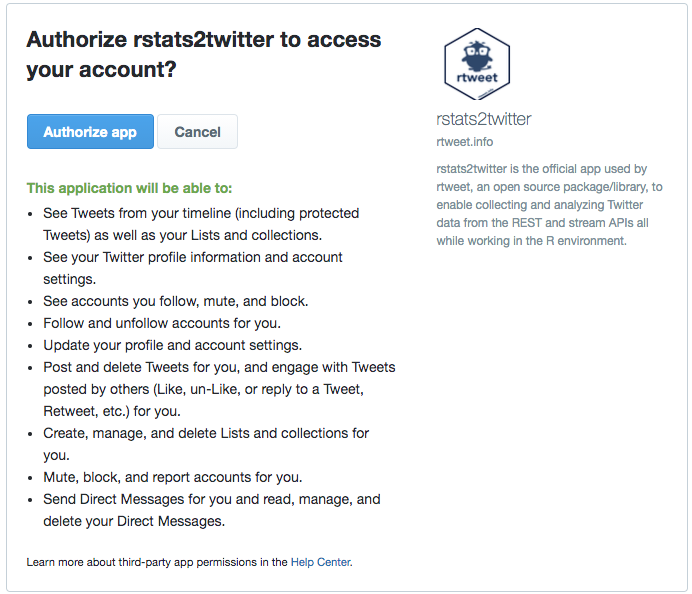 Authorize rstats2twitter to access
your account?
Authorize app
Cancel
This application will be able to:
• See Tweets from your timeline (including protected
Tweets) as well as your Lists and collections.
• See your Twitter profile information and account
settings.
• See accounts you follow, mute, and block.
• Follow and unfollow accounts for you.
• Update your profile and account settings.
• Post and delete Tweets for you, and engage with Tweets
posted by others (Like, un-Like, or reply to a Tweet,
Retweet, etc.) for you.
• Create, manage, and delete Lists and collections for
you.
• Mute, block, and report accounts for you.
• Send Direct Messages for you and read, manage, and
delete your Direct Messages.
Learn more about third-party app permissions in the Help Center.
rtweet
rstats2twitter
rtweet.info
rstats2twitter is the official app used by
rtweet, an open source package/library, to
enable collecting and analyzing Twitter
data from the REST and stream APIs all
while working in the R environment.